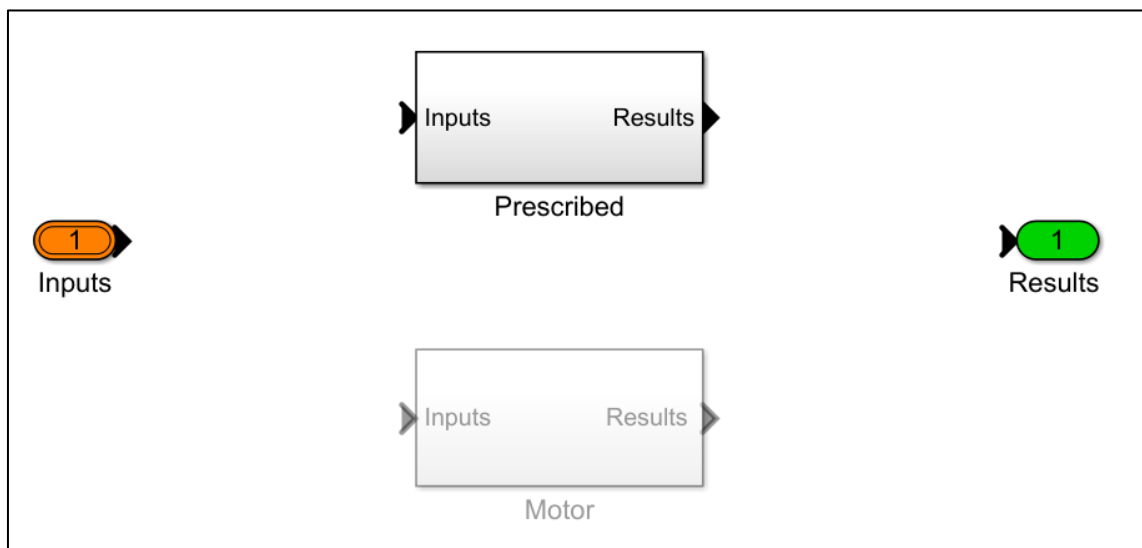 Inputs Results
Prescribed
1
Inputs
1
Results
Inputs Results
Motor